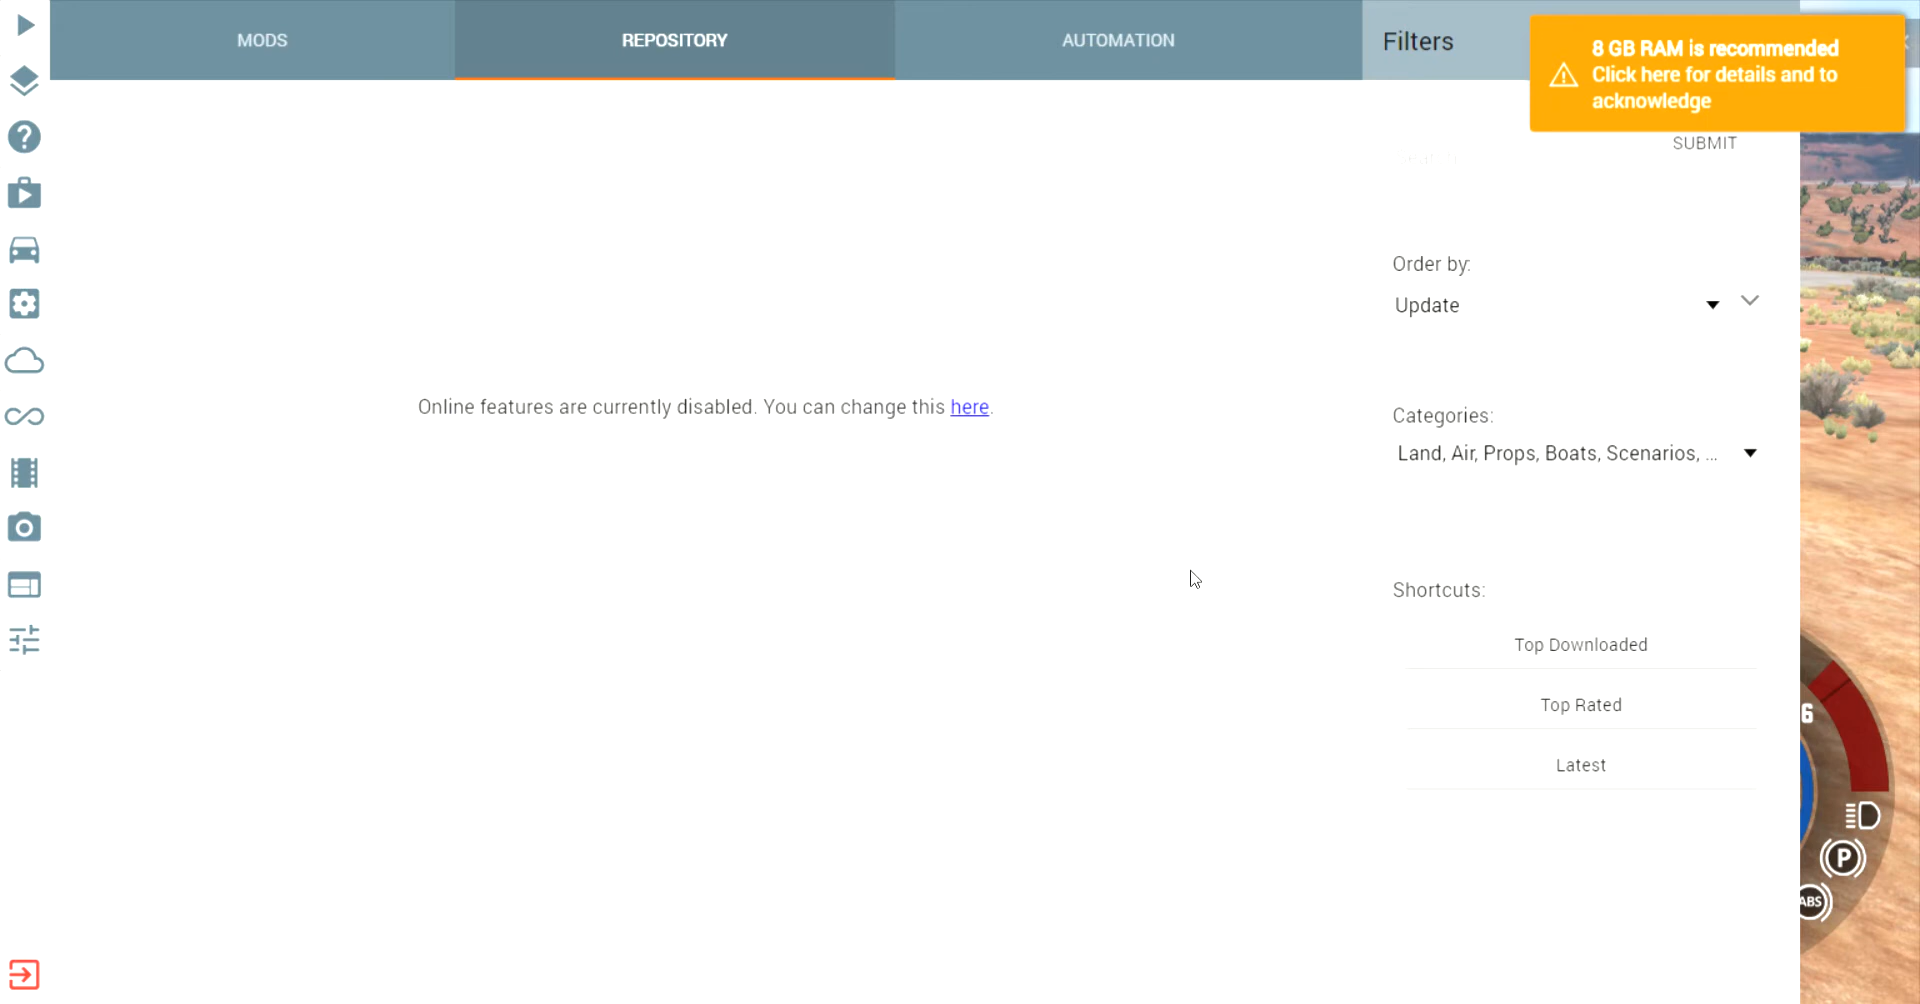 MODS
REPOSITORY
AUTOMATION
Filters
8 GB RAM is recommended
Click here for details and to
acknowledge
SUBMIT
Order by:
Update
Online features are currently disabled. You can change this here.
Categories:
Land, Air, Props, Boats, Scenarios, ...
Shortcuts:
Top Downloaded
Top Rated
Latest
6
P
ABS